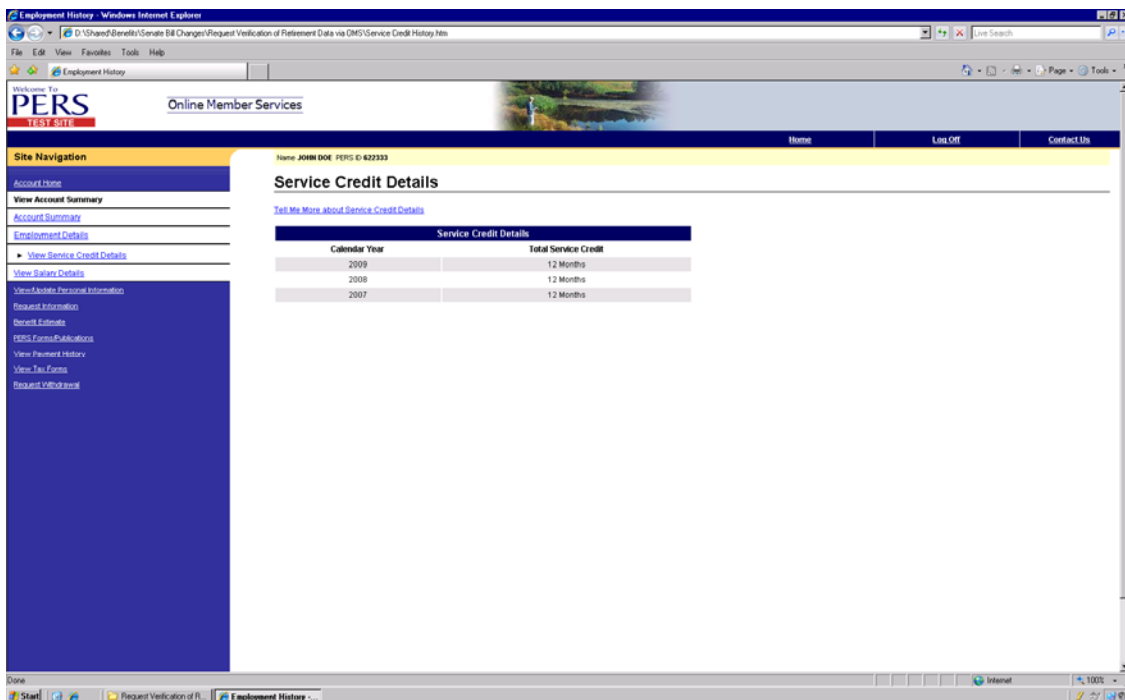 Employment History - Windows Internet Explorer
D:\Shared\Benefits\Senate Bill Changes\Request Verification of Retirement Data via OMS\Service Credit History.htm
Live Search
File Edit View Favorites Tools Help
Employment History
Page Tools
Welcome To
PERS
TEST SITE
Online Member Services
Home Log Off Contact Us
Site Navigation
Name JOHN DOE PERS ID 622333
Account Home
View Account Summary
Account Summary
Employment Details
View Service Credit Details
View Salary Details
View/Update Personal Information
Request Information
Benefit Estimate
PERS Forms/Publications
View Payment History
View Tax Forms
Request Withdrawal
Service Credit Details
Tell Me More about Service Credit Details
Service Credit Details
Calendar Year Total Service Credit
2009 12 Months
2008 12 Months
2007 12 Months
Done
Internet
100%
Start
Request Verification of R...
Employment History -...